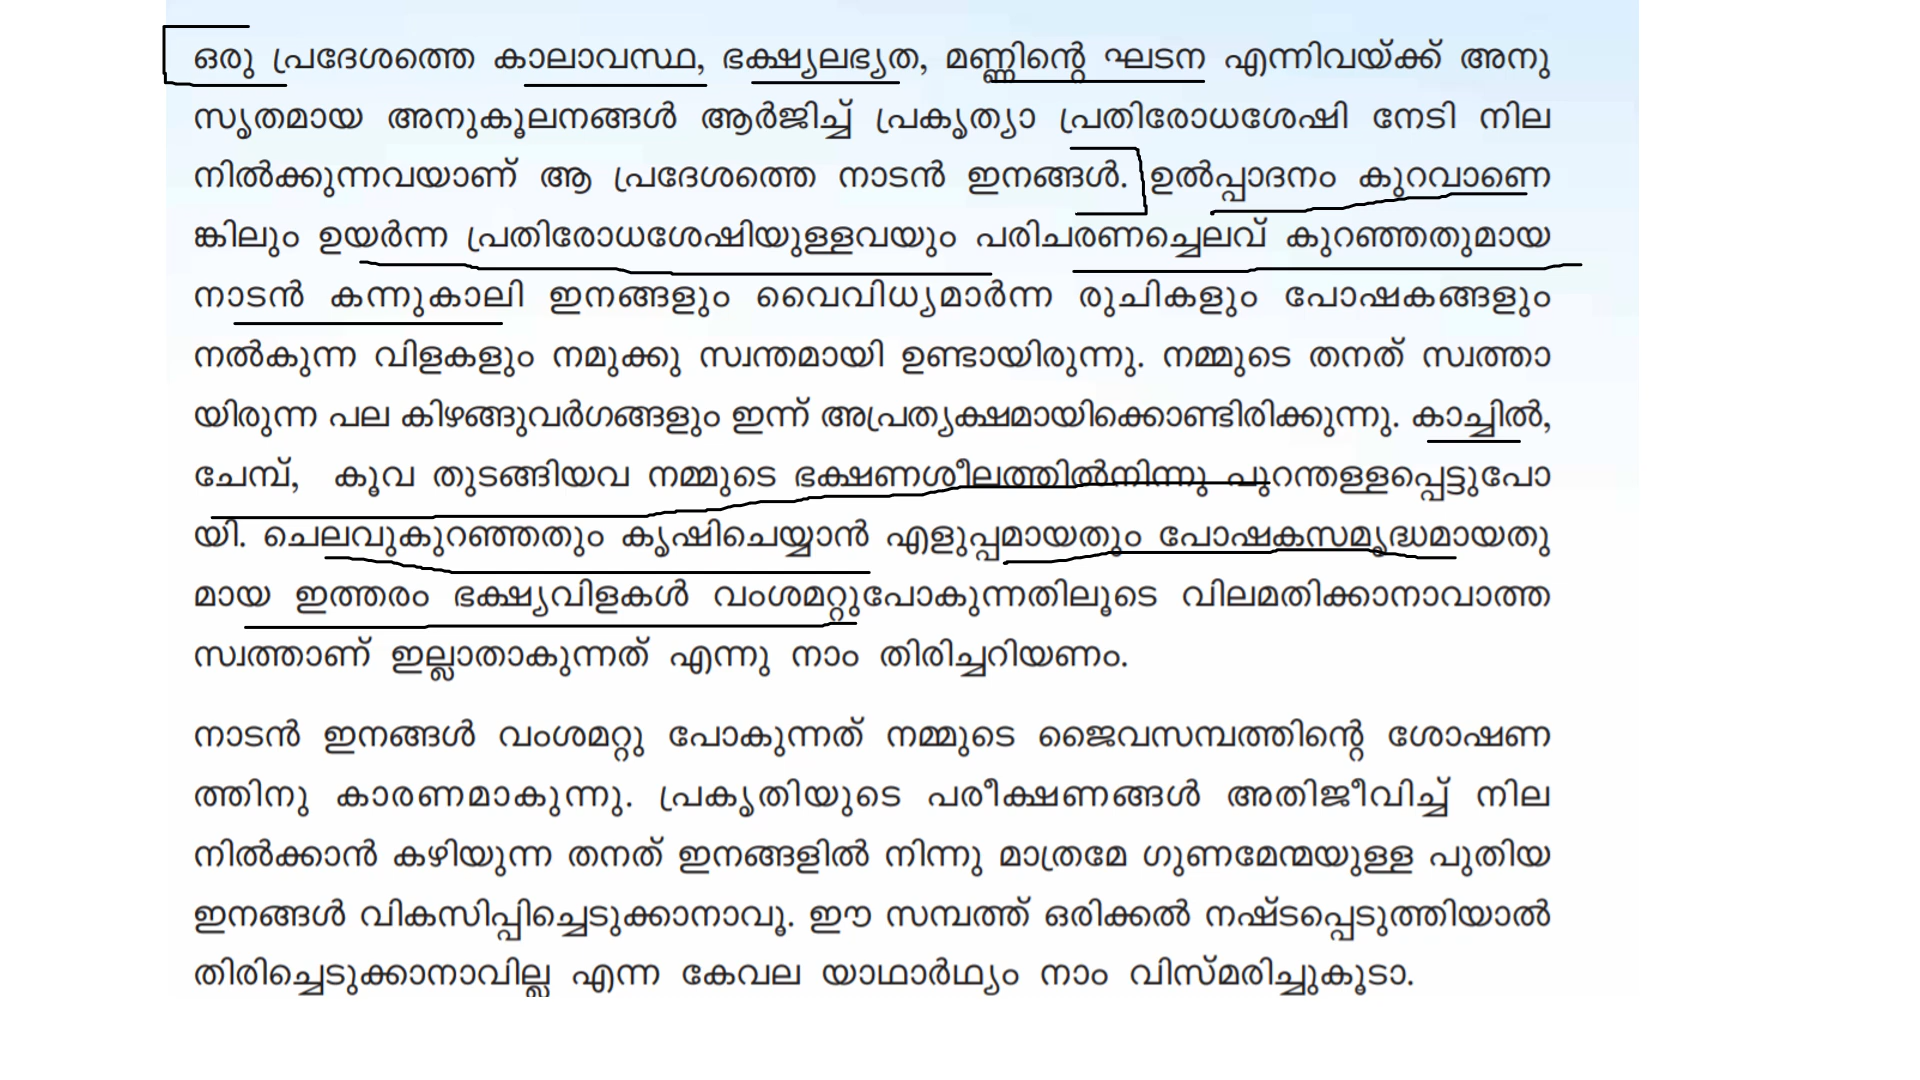 ഒരു പ്രദേശത്തെ കാലാവസ്ഥ, ഭക്ഷ്യലഭ്യത, മണ്ണിന്റെ ഘടന എന്നിവയ്ക്ക് അനു
സൃതമായ അനുകൂലനങ്ങൾ ആർജിച്ച് പ്രകൃത്യാ പ്രതിരോധശേഷി നേടി നില
നിൽക്കുന്നവയാണ് ആ പ്രദേശത്തെ നാടൻ ഇനങ്ങൾ. ഉൽപ്പാദനം കുറവാണെ
ങ്കിലും ഉയർന്ന പ്രതിരോധശേഷിയുള്ളവയും പരിചരണച്ചെലവ് കുറഞ്ഞതുമായ
നാടൻ കന്നുകാലി ഇനങ്ങളും വൈവിധ്യമാർന്ന രുചികളും പോഷകങ്ങളും
നൽകുന്ന വിളകളും നമുക്കു സ്വന്തമായി ഉണ്ടായിരുന്നു. നമ്മുടെ തനത് സ്വത്താ
യിരുന്ന പല കിഴങ്ങുവർഗങ്ങളും ഇന്ന് അപ്രത്യക്ഷമായിക്കൊണ്ടിരിക്കുന്നു. കാച്ചിൽ,
ചേമ്പ്, കൂവ തുടങ്ങിയവ നമ്മുടെ ഭക്ഷണശീലത്തിൽനിന്നു പുറന്തള്ളപ്പെട്ടുപോ
യി. ചെലവുകുറഞ്ഞതും കൃഷിചെയ്യാൻ എളുപ്പമായതും പോഷകസമൃദ്ധമായതു
മായ ഇത്തരം ഭക്ഷ്യവിളകൾ വംശമറ്റുപോകുന്നതിലൂടെ വിലമതിക്കാനാവാത്ത
സ്വത്താണ് ഇല്ലാതാകുന്നത് എന്നു നാം തിരിച്ചറിയണം.
നാടൻ ഇനങ്ങൾ വംശമറ്റു പോകുന്നത് നമ്മുടെ ജൈവസമ്പത്തിന്റെ ശോഷണ
ത്തിനു കാരണമാകുന്നു. പ്രകൃതിയുടെ പരീക്ഷണങ്ങൾ അതിജീവിച്ച് നില
നിൽക്കാൻ കഴിയുന്ന തനത് ഇനങ്ങളിൽ നിന്നു മാത്രമേ ഗുണമേന്മയുള്ള പുതിയ
ഇനങ്ങൾ വികസിപ്പിച്ചെടുക്കാനാവൂ. ഈ സമ്പത്ത് ഒരിക്കൽ നഷ്ടപ്പെടുത്തിയാൽ
തിരിച്ചെടുക്കാനാവില്ല എന്ന കേവല യാഥാർഥ്യം നാം വിസ്മരിച്ചുകൂടാ.